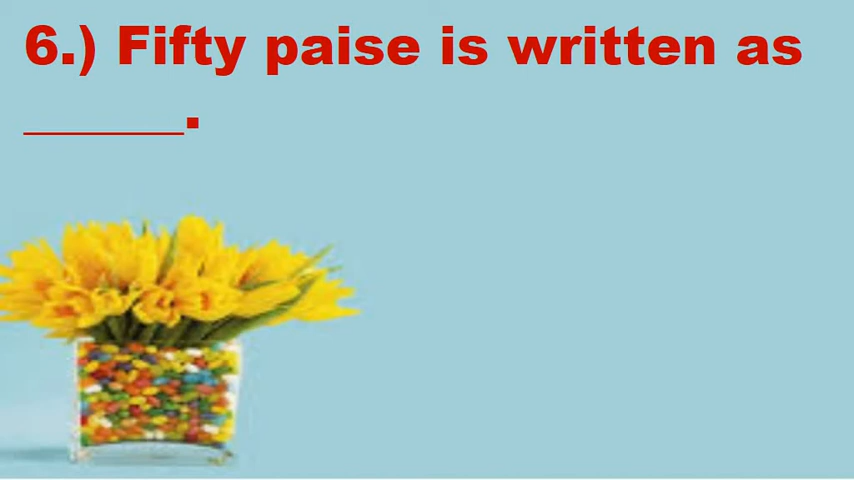 6.) Fifty paise is written as
______.